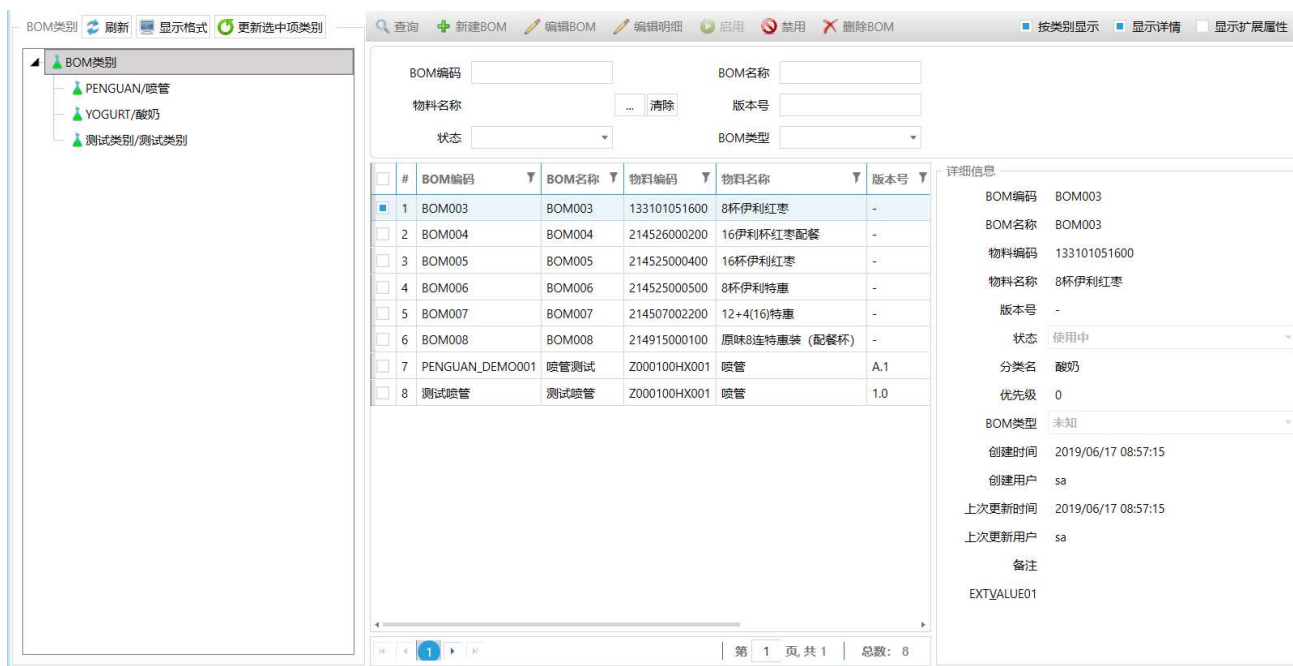 BOM类别 刷新 显示格式 更新选中项类别
BOM类别
PENGUAN/喷管
YOGURT/酸奶
测试类别/测试类别
查询 新建BOM 编辑BOM 编辑明细 启用 禁用 删除BOM 按类别显示 显示详情 显示扩展属性
BOM编码 BOM名称
物料名称 ... 清除 版本号
状态 BOM类型
# BOM编码 BOM名称 物料编码 物料名称 版本号
1 BOM003 BOM003 133101051600 8杯伊利红枣 -
2 BOM004 BOM004 214526000200 16伊利杯红枣配餐 -
3 BOM005 BOM005 214525000400 16杯伊利红枣 -
4 BOM006 BOM006 214525000500 8杯伊利特惠 -
5 BOM007 BOM007 214507002200 12+4(16)特惠 -
6 BOM008 BOM008 214915000100 原味8连特惠装（配餐杯） -
7 PENGUAN_DEMO001 喷管测试 Z000100HX001 喷管 A.1
8 测试喷管 测试喷管 Z000100HX001 喷管 1.0
第 1 页,共 1 总数: 8
1
详细信息
BOM编码 BOM003
BOM名称 BOM003
物料编码 133101051600
物料名称 8杯伊利红枣
版本号 -
状态 使用中
分类名 酸奶
优先级 0
BOM类型 未知
创建时间 2019/06/17 08:57:15
创建用户 sa
上次更新时间 2019/06/17 08:57:15
上次更新用户 sa
备注
EXTVALUE01